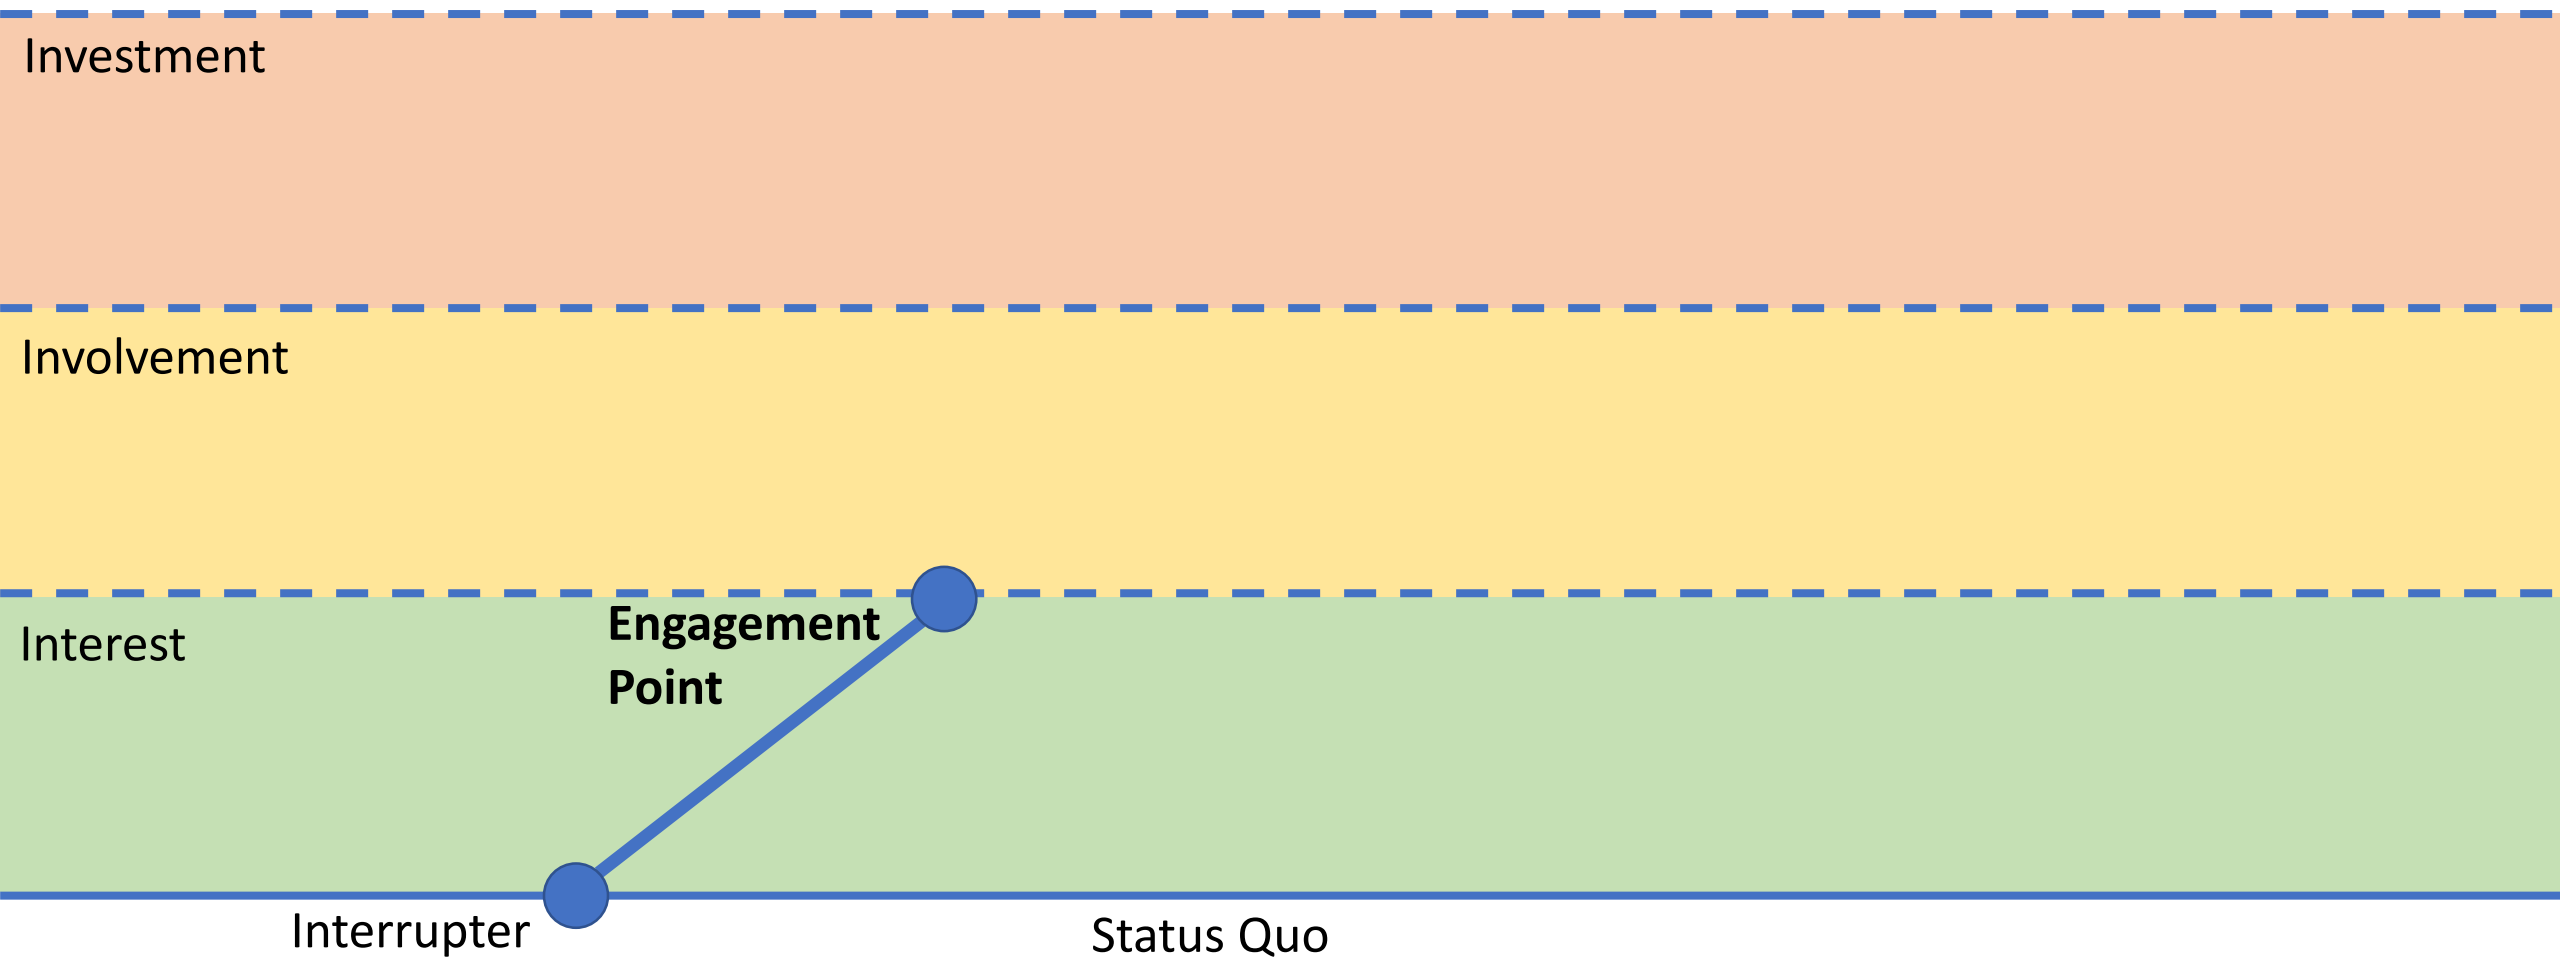 Investment
Involvement
Engagement
Point
Interest
Interrupter
Status Quo